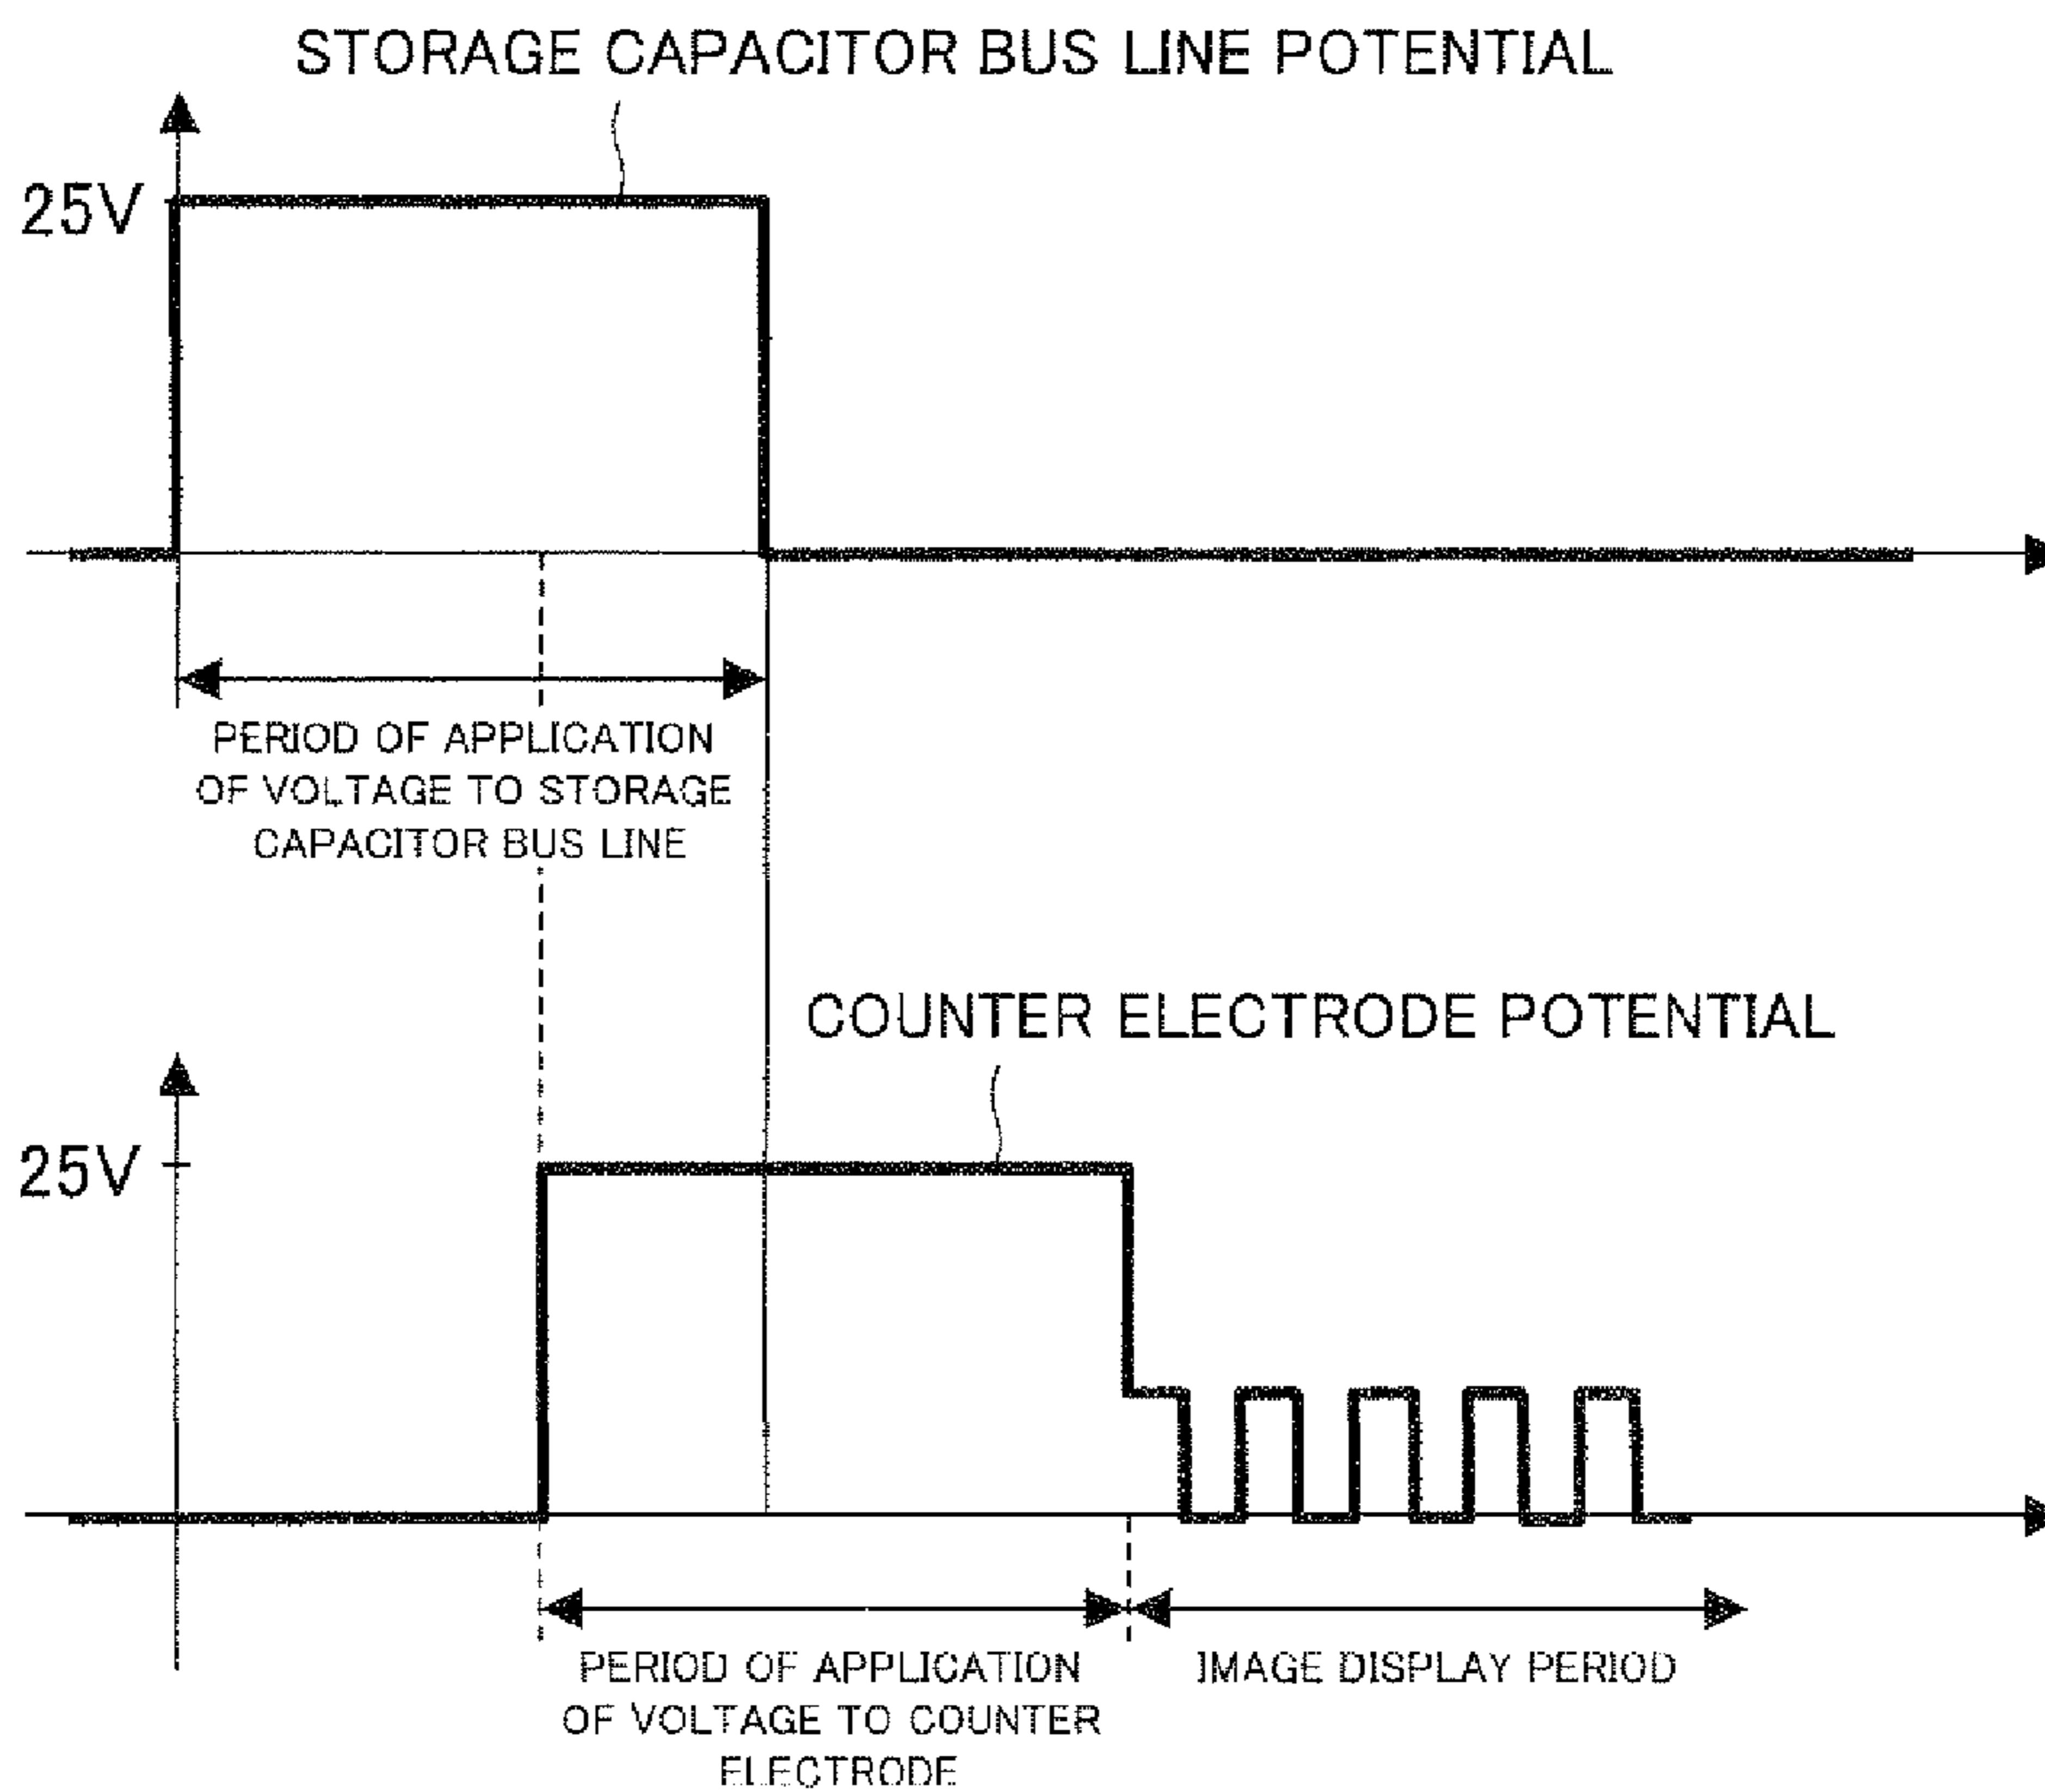 STORAGE CAPACITOR BUS LINE POTENTIAL
25V
PERIOD OF APPLICATION
OF VOLTAGE TO STORAGE
CAPACITOR BUS LINE
COUNTER ELECTRODE POTENTIAL
25V
PERIOD OF APPLICATION
OF VOLTAGE TO COUNTER
ELECTRODE
IMAGE DISPLAY PERIOD